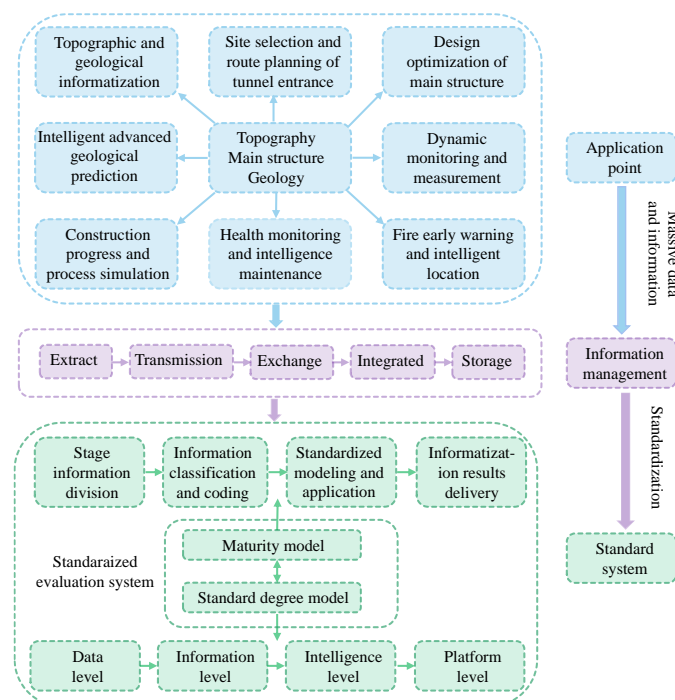 Topographic and
geological
informatization
Site selection and
route planning of
tunnel entrance
Design
optimization of
main structure
Intelligent advanced
geological
prediction
Topography
Main structure
Geology
Dynamic
monitoring and
measurement
Construction
progress and
process simulation
Health monitoring
and intelligence
maintenance
Fire early warning
and intelligent
location
Application
point
Massive data
and information
Extract
Transmission
Exchange
Integrated
Storage
Information
management
Standardization
Stage
information
division
Information
classification
and coding
Standardized
modeling and
application
Informatizat-
ion results
delivery
Standaraized
evaluation system
Maturity model
Standard degree model
Standard
system
Data
level
Information
level
Intelligence
level
Platform
level